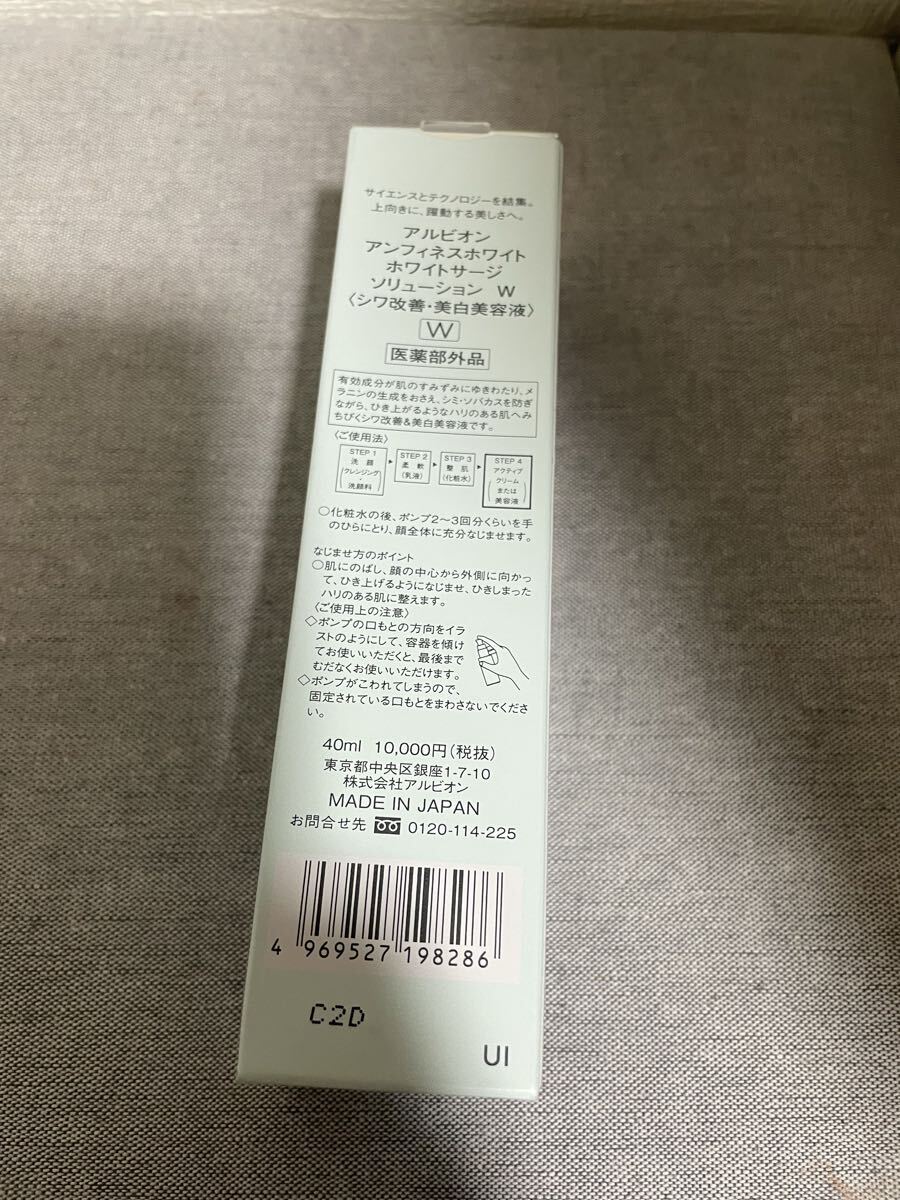 サイエンスとテクノロジーを結集。
上向きに、躍動する美しさへ。
アルビオン
アンフィネスホワイト
ホワイトサージ
ソリューション W
〈シワ改善・美白美容液〉
W
医薬部外品
有効成分が肌のすみずみにゆきわたり、メ
ラニンの生成をおさえ、シミ・ソバカスを防ぎ
ながら、ひき上がるようなハリのある肌へみ
ちびくシワ改善&美白美容液です。
〈ご使用法〉
STEP 1
洗 顔
(クレンジング・
洗顔料)
STEP 2
柔 軟
(乳液)
STEP 3
整 肌
(化粧水)
STEP 4
アクティブ
クリーム
または
美容液
○化粧水の後、ポンプ2〜3回分くらいを手
のひらにとり、顔全体に充分なじませます。
なじませ方のポイント
○肌にのばし、顔の中心から外側に向かっ
て、ひき上げるようになじませ、ひきしまった
ハリのある肌に整えます。
〈ご使用上の注意〉
◇ポンプの口もとの方向をイラ
ストのようにして、容器を傾け
てお使いいただくと、最後まで
むだなくお使いいただけます。
◇ポンプがこわれてしまうので、
固定されている口もとをまわさないでくださ
い。
40ml 10,000円(税抜)
東京都中央区銀座1-7-10
株式会社アルビオン
MADE IN JAPAN
お問合せ先 0120-114-225
4 969527 198286
C2D
UI